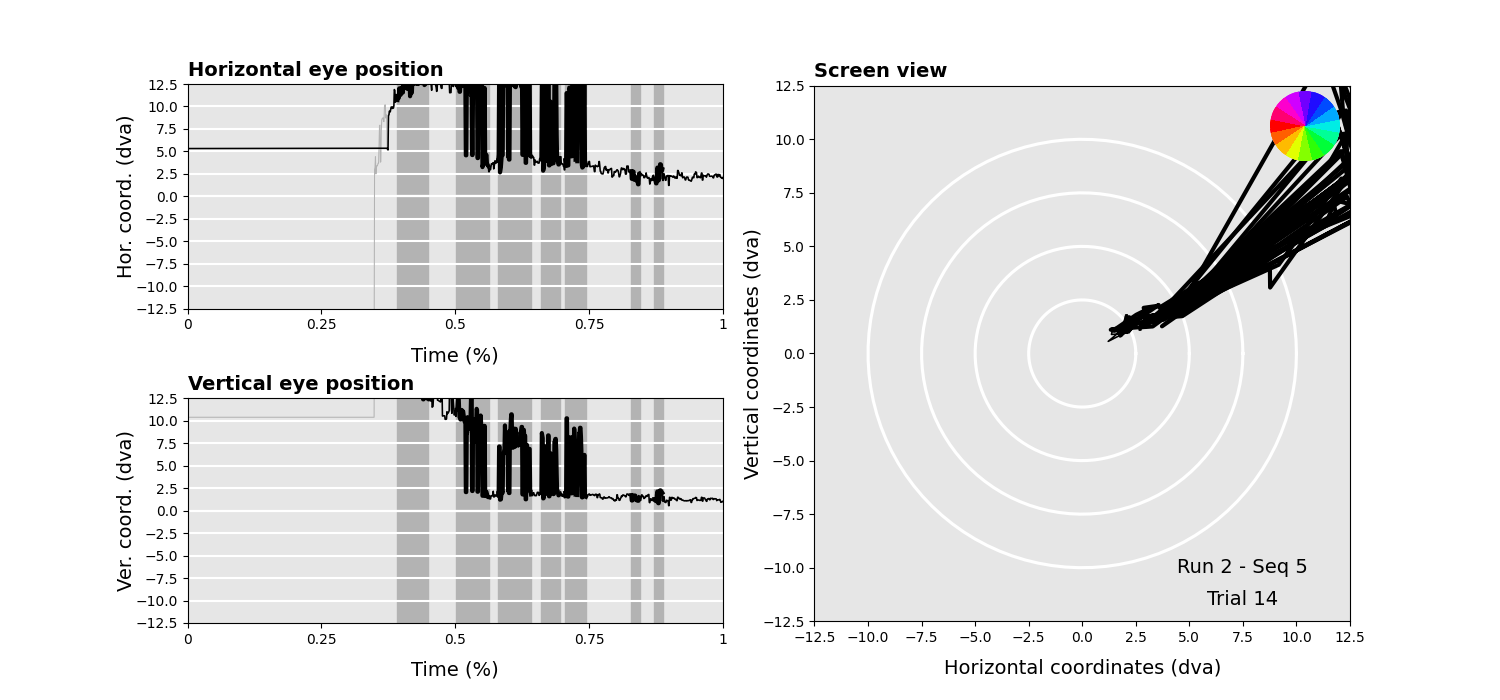 Horizontal eye position
12.5
10.0
7.5
5.0
2.5
0.0
−2.5
−5.0
−7.5
−10.0
−12.5
Hor. coord. (dva)
0 0.25 0.5 0.75 1
Time (%)
Vertical eye position
12.5
10.0
7.5
5.0
2.5
0.0
−2.5
−5.0
−7.5
−10.0
−12.5
Ver. coord. (dva)
0 0.25 0.5 0.75 1
Time (%)
Screen view
12.5
10.0
7.5
5.0
2.5
0.0
−2.5
−5.0
−7.5
−10.0
−12.5
Vertical coordinates (dva)
Run 2 - Seq 5
Trial 14
−12.5 −10.0 −7.5 −5.0 −2.5 0.0 2.5 5.0 7.5 10.0 12.5
Horizontal coordinates (dva)